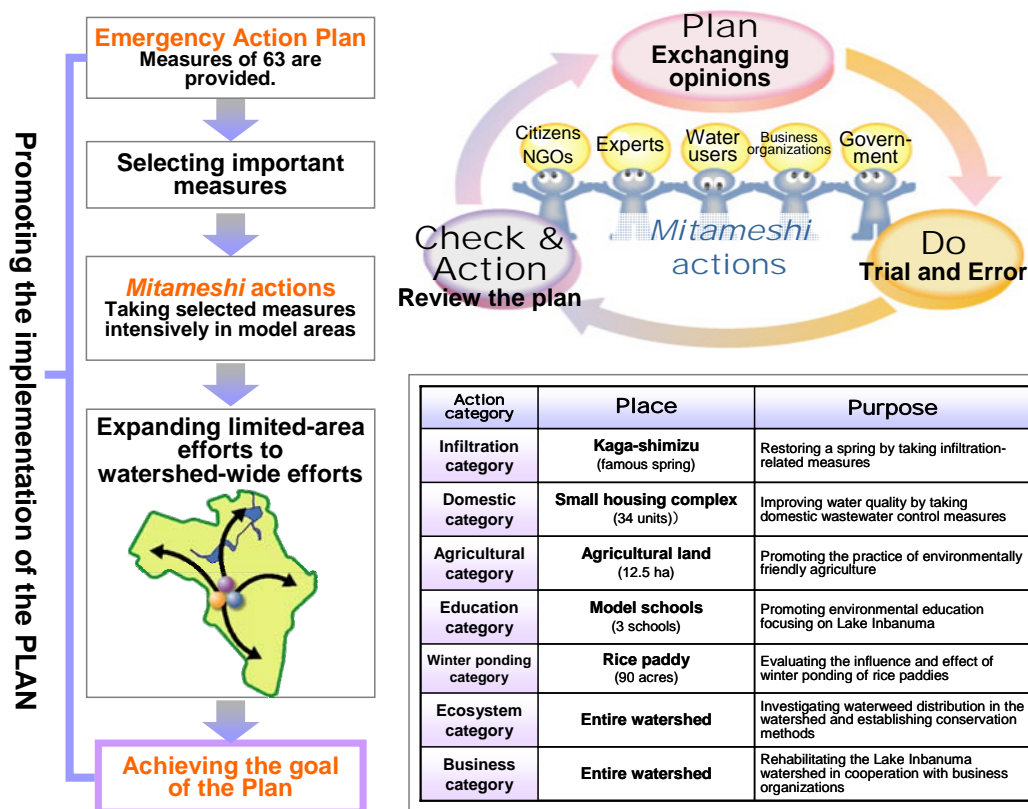 Promoting the implementation of the PLAN
Emergency Action Plan
Measures of 63 are
provided.
Selecting important
measures
Mitameshi actions
Taking selected measures
intensively in model areas
Expanding limited-area
efforts to
watershed-wide efforts
Achieving the goal
of the Plan
Plan
Exchanging
opinions
Citizens
NGOs
Experts
Water
users
Business
organizations
Govern-
ment
Mitameshi
actions
Check &
Action
Review the plan
Do
Trial and Error
Action
category
Place
Purpose
Infiltration
category
Kaga-shimizu
(famous spring)
Restoring a spring by taking infiltration-
related measures
Domestic
category
Small housing complex
(34 units)）
Improving water quality by taking
domestic wastewater control measures
Agricultural
category
Agricultural land
(12.5 ha)
Promoting the practice of environmentally
friendly agriculture
Education
category
Model schools
(3 schools)
Promoting environmental education
focusing on Lake Inbanuma
Winter ponding
category
Rice paddy
(90 acres)
Evaluating the influence and effect of
winter ponding of rice paddies
Ecosystem
category
Entire watershed
Investigating waterweed distribution in the
watershed and establishing conservation
methods
Business
category
Entire watershed
Rehabilitating the Lake Inbanuma
watershed in cooperation with business
organizations